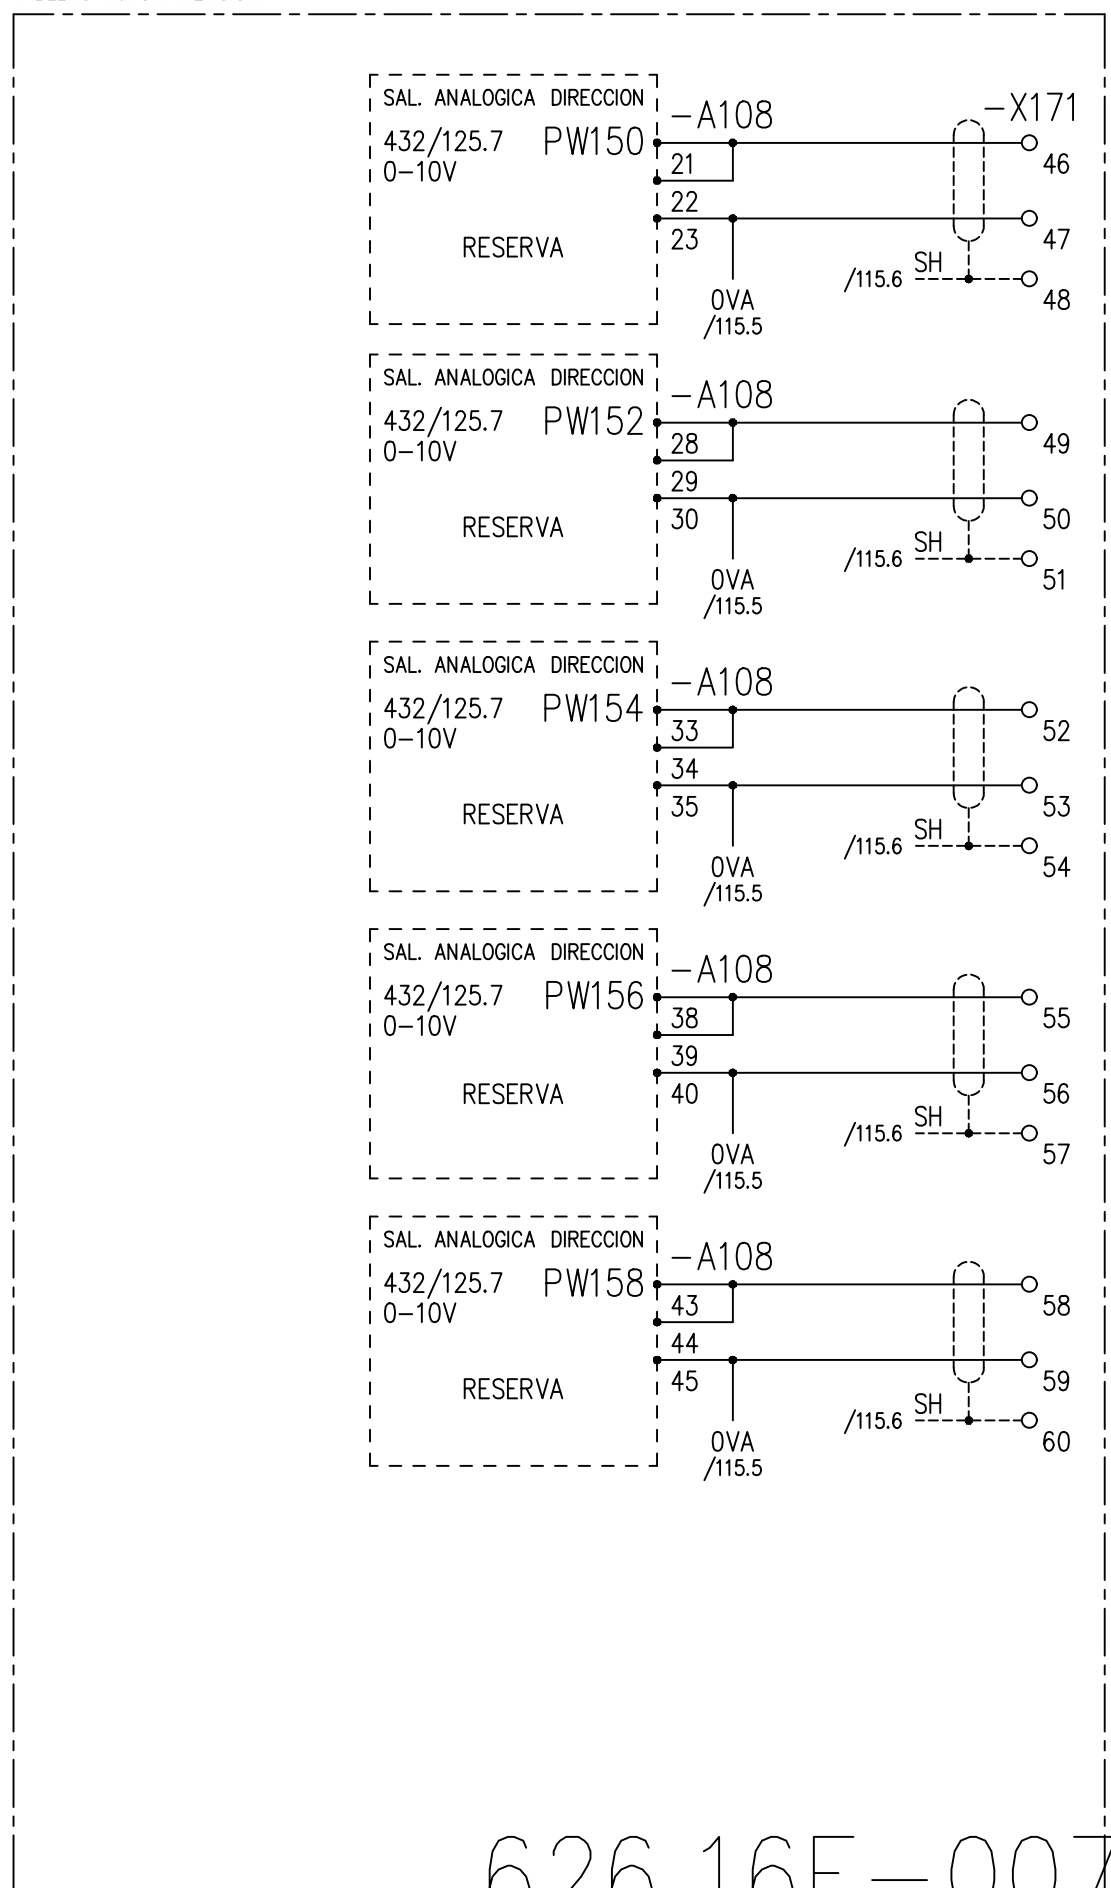 SAL. ANALOGICA DIRECCION
-A108
-X171
432/125.7 PW150
0-10V
21
46
22
23
47
RESERVA
/115.6 SH
48
0VA
/115.5
SAL. ANALOGICA DIRECCION
-A108
432/125.7 PW152
0-10V
28
49
29
30
50
RESERVA
/115.6 SH
51
0VA
/115.5
SAL. ANALOGICA DIRECCION
-A108
432/125.7 PW154
0-10V
33
52
34
35
53
RESERVA
/115.6 SH
54
0VA
/115.5
SAL. ANALOGICA DIRECCION
-A108
432/125.7 PW156
0-10V
38
55
39
40
56
RESERVA
/115.6 SH
57
0VA
/115.5
SAL. ANALOGICA DIRECCION
-A108
432/125.7 PW158
0-10V
43
58
44
45
59
RESERVA
/115.6 SH
60
0VA
/115.5